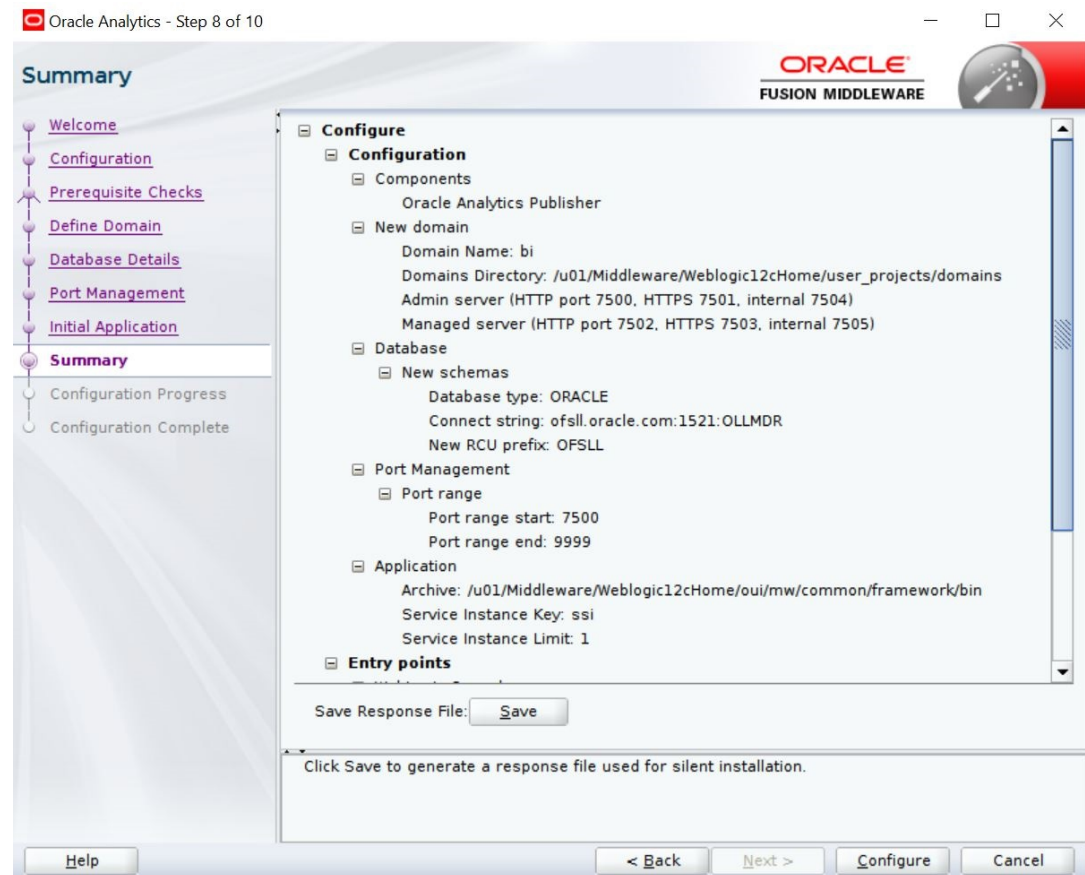 Oracle Analytics - Step 8 of 10
Summary
ORACLE
FUSION MIDDLEWARE
Welcome
Configuration
Prerequisite Checks
Define Domain
Database Details
Port Management
Initial Application
Summary
Configuration Progress
Configuration Complete
Configure
Configuration
Components
Oracle Analytics Publisher
New domain
Domain Name: bi
Domains Directory: /u01/Middleware/Weblogic12cHome/user_projects/domains
Admin server (HTTP port 7500, HTTPS 7501, internal 7504)
Managed server (HTTP port 7502, HTTPS 7503, internal 7505)
Database
New schemas
Database type: ORACLE
Connect string: ofsll.oracle.com:1521:OLLMDR
New RCU prefix: OFSLL
Port Management
Port range
Port range start: 7500
Port range end: 9999
Application
Archive: /u01/Middleware/Weblogic12cHome/oui/mw/common/framework/bin
Service Instance Key: ssi
Service Instance Limit: 1
Entry points
Save Response File: Save
Click Save to generate a response file used for silent installation.
Help < Back Next > Configure Cancel